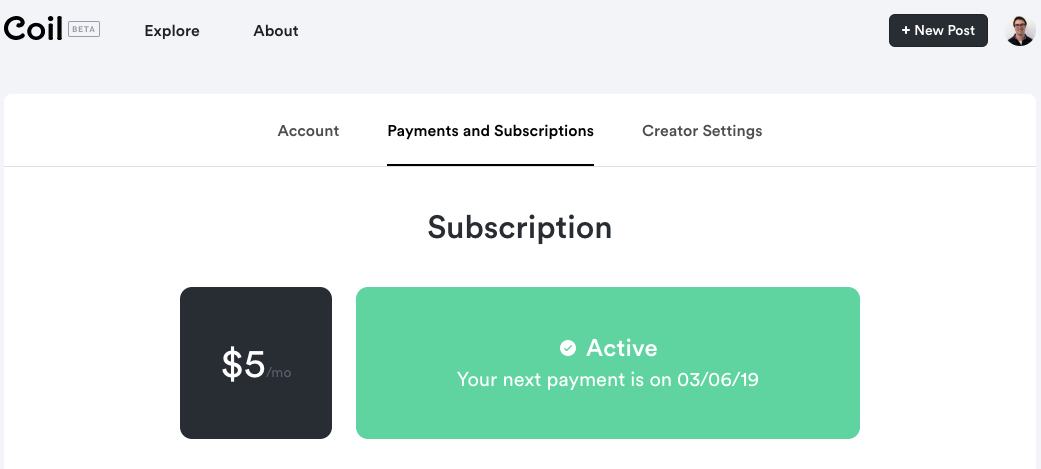 Coil BETA Explore About + New Post
Account Payments and Subscriptions Creator Settings
Subscription
$5/mo
Active
Your next payment is on 03/06/19